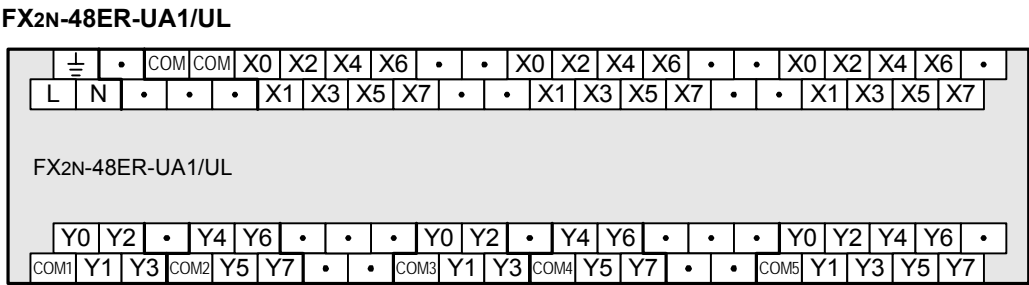 FX2N-48ER-UA1/UL
⏚ • COM COM X0 X2 X4 X6 • • X0 X2 X4 X6 • • X0 X2 X4 X6 •
L N • • • X1 X3 X5 X7 • • X1 X3 X5 X7 • • X1 X3 X5 X7
FX2N-48ER-UA1/UL
Y0 Y2 • Y4 Y6 • • • Y0 Y2 • Y4 Y6 • • • Y0 Y2 Y4 Y6 •
COM1 Y1 Y3 COM2 Y5 Y7 • • COM3 Y1 Y3 COM4 Y5 Y7 • • COM5 Y1 Y3 Y5 Y7